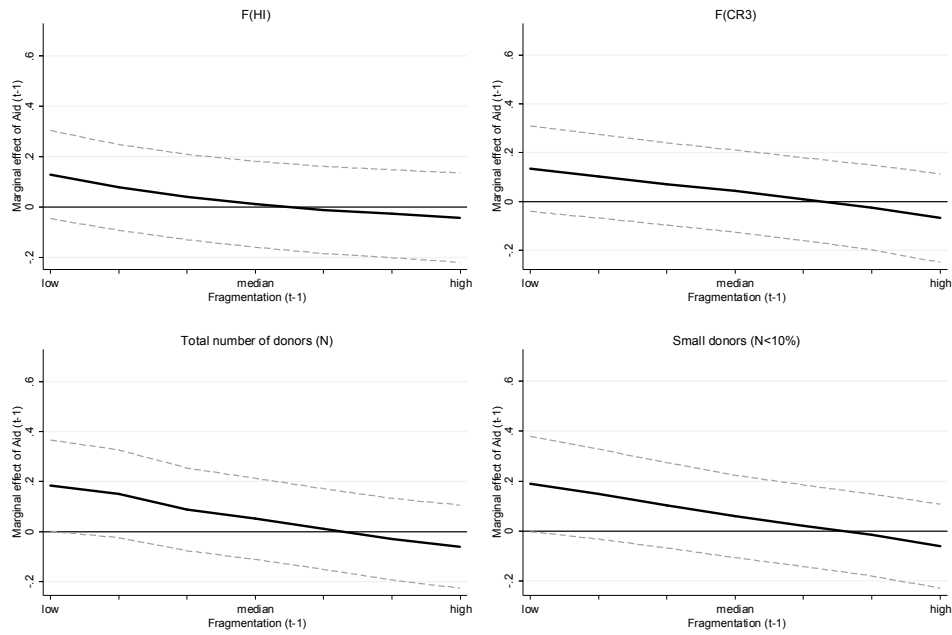 F(HI)
Marginal effect of Aid (t-1)
.6
.4
.2
0
-.2
low
median
high
Fragmentation (t-1)
F(CR3)
Marginal effect of Aid (t-1)
.6
.4
.2
0
-.2
low
median
high
Fragmentation (t-1)
Total number of donors (N)
Marginal effect of Aid (t-1)
.6
.4
.2
0
-.2
low
median
high
Fragmentation (t-1)
Small donors (N<10%)
Marginal effect of Aid (t-1)
.6
.4
.2
0
-.2
low
median
high
Fragmentation (t-1)